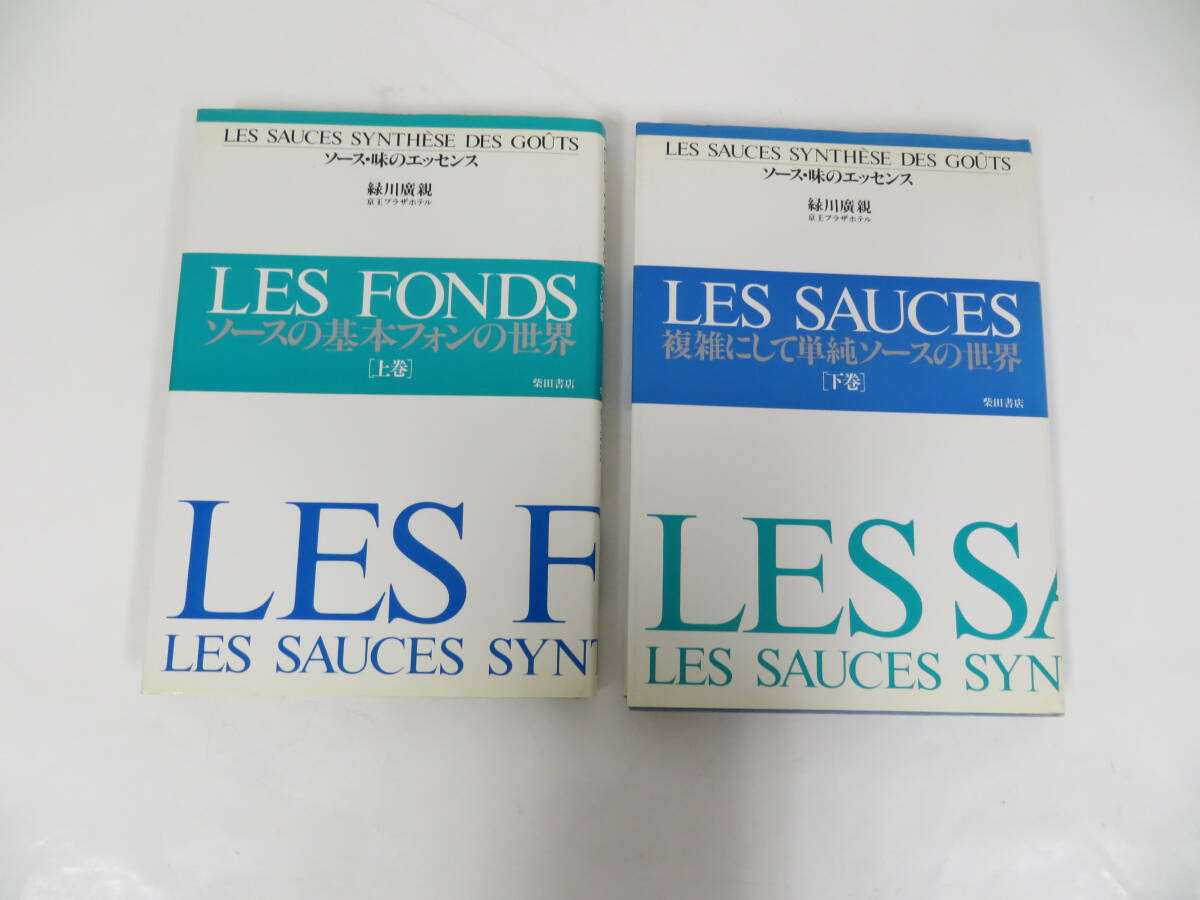 LES SAUCES SYNTHÈSE DES GOÛTS
ソース・味のエッセンス
緑川廣親
京王プラザホテル
LES FONDS
ソースの基本フォンの世界
[上巻]
柴田書店
LES F
LES SAUCES SYNT
LES SAUCES SYNTHÈSE DES GOÛTS
ソース・味のエッセンス
緑川廣親
京王プラザホテル
LES SAUCES
複雑にして単純ソースの世界
[下巻]
柴田書店
LES SA
LES SAUCES SYN